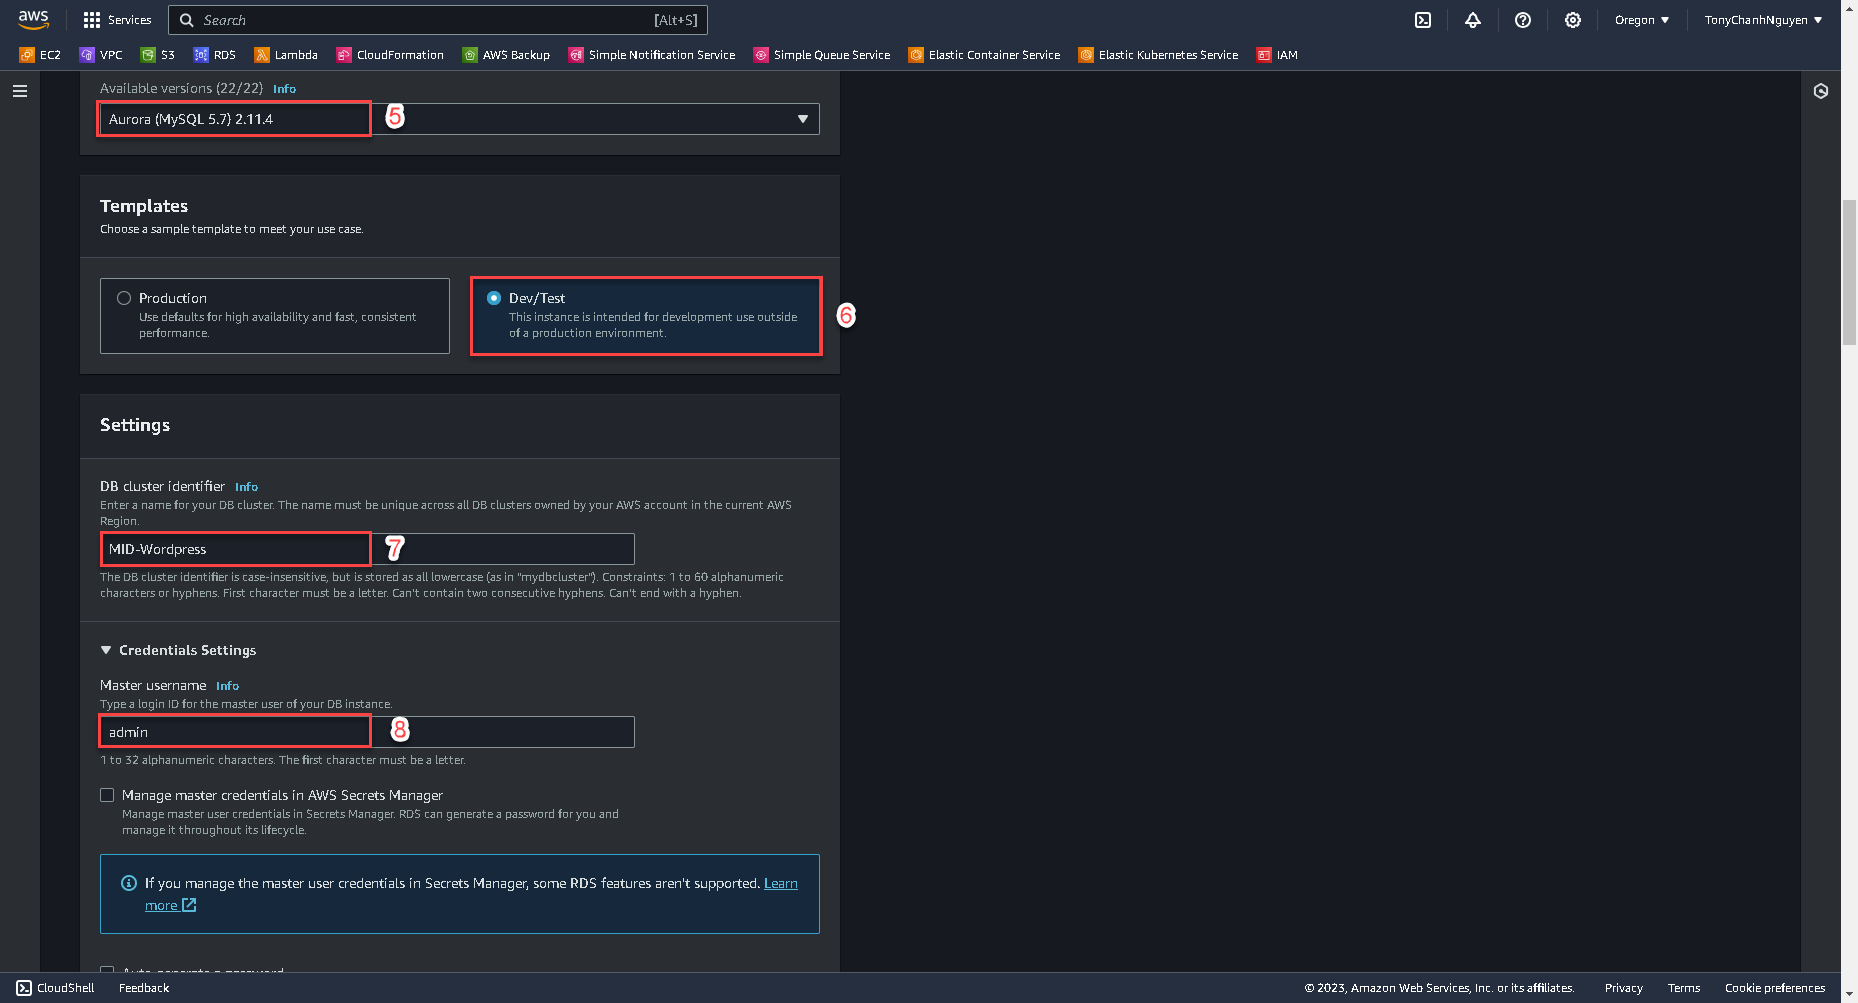 aws
Services
Search
[Alt+S]
Oregon ▼
TonyChanhNguyen ▼
EC2
VPC
S3
RDS
Lambda
CloudFormation
AWS Backup
Simple Notification Service
Simple Queue Service
Elastic Container Service
Elastic Kubernetes Service
IAM
Available versions (22/22) Info
Aurora (MySQL 5.7) 2.11.4
5
Templates
Choose a sample template to meet your use case.
Production
Use defaults for high availability and fast, consistent
performance.
Dev/Test
This instance is intended for development use outside
of a production environment.
6
Settings
DB cluster identifier Info
Enter a name for your DB cluster. The name must be unique across all DB clusters owned by your AWS account in the current AWS
Region.
MID-Wordpress
7
The DB cluster identifier is case-insensitive, but is stored as all lowercase (as in "mydbcluster"). Constraints: 1 to 60 alphanumeric
characters or hyphens. First character must be a letter. Can't contain two consecutive hyphens. Can't end with a hyphen.
Credentials Settings
Master username Info
Type a login ID for the master user of your DB instance.
admin
8
1 to 32 alphanumeric characters. The first character must be a letter.
Manage master credentials in AWS Secrets Manager
Manage master user credentials in Secrets Manager. RDS can generate a password for you and
manage it throughout its lifecycle.
If you manage the master user credentials in Secrets Manager, some RDS features aren't supported. Learn
more
Auto generate a password
CloudShell
Feedback
© 2023, Amazon Web Services, Inc. or its affiliates.
Privacy
Terms
Cookie preferences